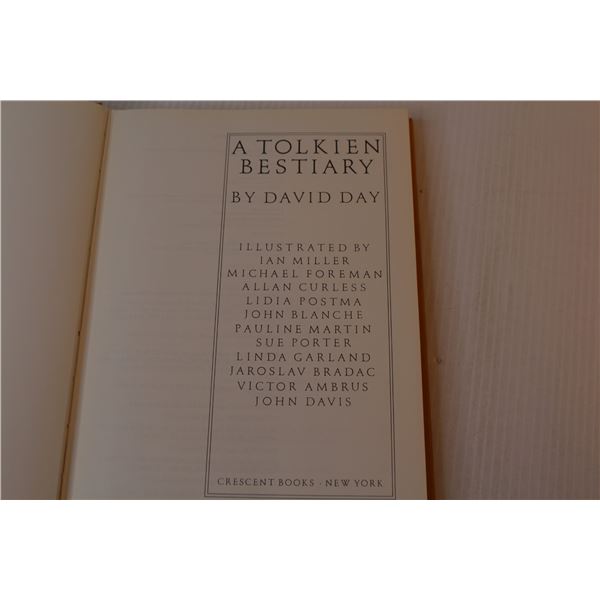 A TOLKIEN
BESTIARY
BY DAVID DAY
ILLUSTRATED BY
IAN MILLER
MICHAEL FOREMAN
ALLAN CURLESS
LIDIA POSTMA
JOHN BLANCHE
PAULINE MARTIN
SUE PORTER
LINDA GARLAND
JAROSLAV BRADAC
VICTOR AMBRUS
JOHN DAVIS
CRESCENT BOOKS · NEW YORK